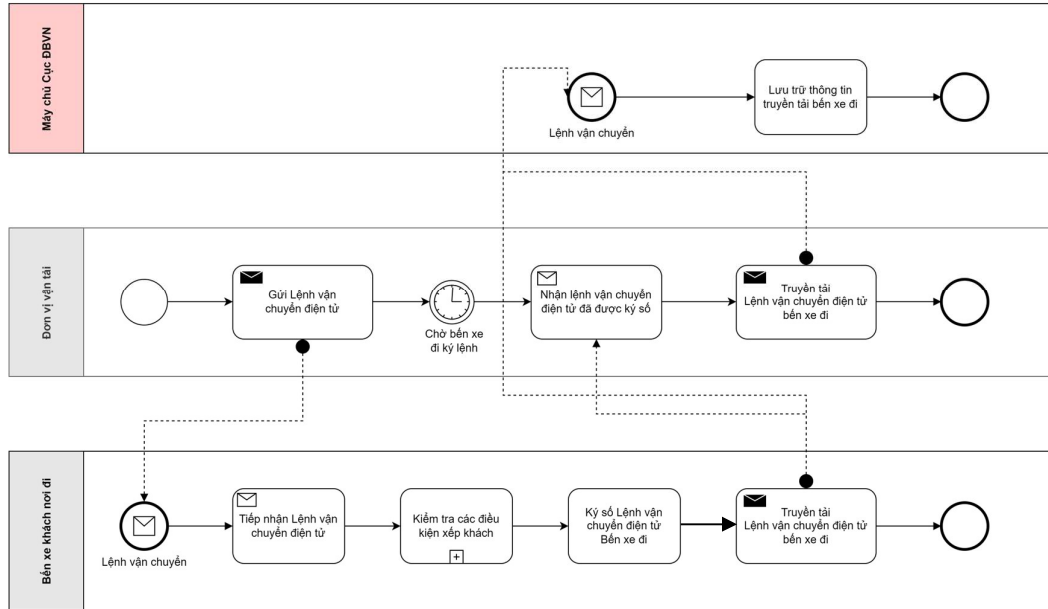 Máy chủ Cục ĐBVN
Lệnh vận chuyển
Lưu trữ thông tin
truyền tải bến xe đi
Đơn vị vận tải
Gửi Lệnh vận
chuyển điện tử
Chờ bến xe
đi ký lệnh
Nhận lệnh vận chuyển
điện tử đã được ký số
Truyền tải
Lệnh vận chuyển điện tử
bến xe đi
Bến xe khách nơi đi
Lệnh vận chuyển
Tiếp nhận Lệnh vận
chuyển điện tử
Kiểm tra các điều
kiện xếp khách
Ký số Lệnh vận
chuyển điện tử
Bến xe đi
Truyền tải
Lệnh vận chuyển điện tử
bến xe đi